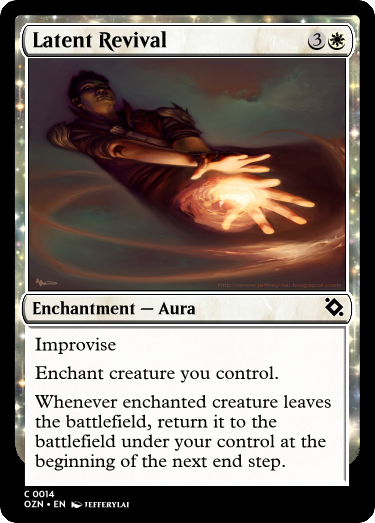 Latent Revival 3
Enchantment — Aura
Improvise
Enchant creature you control.
Whenever enchanted creature leaves
the battlefield, return it to the
battlefield under your control at the
beginning of the next end step.
C 0014
OZN • EN JEFFERYLAI